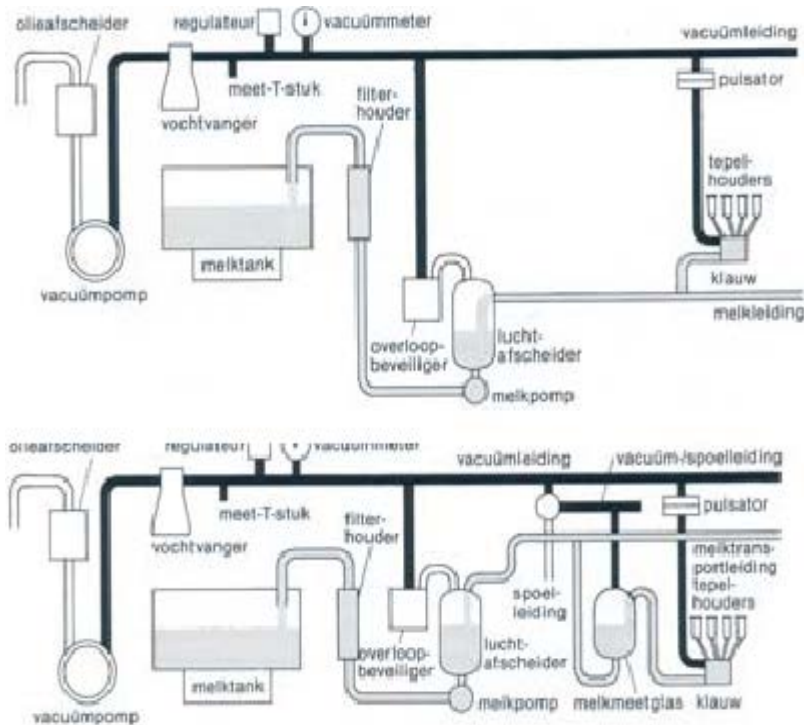 olieafscheider
regulateur
vacuümmeter
vacuümleiding
meet-T-stuk
filter-
houder
pulsator
vochtvanger
tepel-
houders
melktank
klauw
vacuümpomp
melkleiding
overloop-
beveiliger
lucht-
afscheider
melkpomp
olieafscheider
regulateur
vacuümmeter
vacuümleiding
vacuüm-/spoelleiding
meet-T-stuk
filter-
houder
pulsator
vochtvanger
melktrans-
portleiding
tepel-
houders
spoel-
leiding
overloop-
beveiliger
lucht-
afscheider
melktank
melkpomp
melkmeetglas
klauw
vacuümpomp